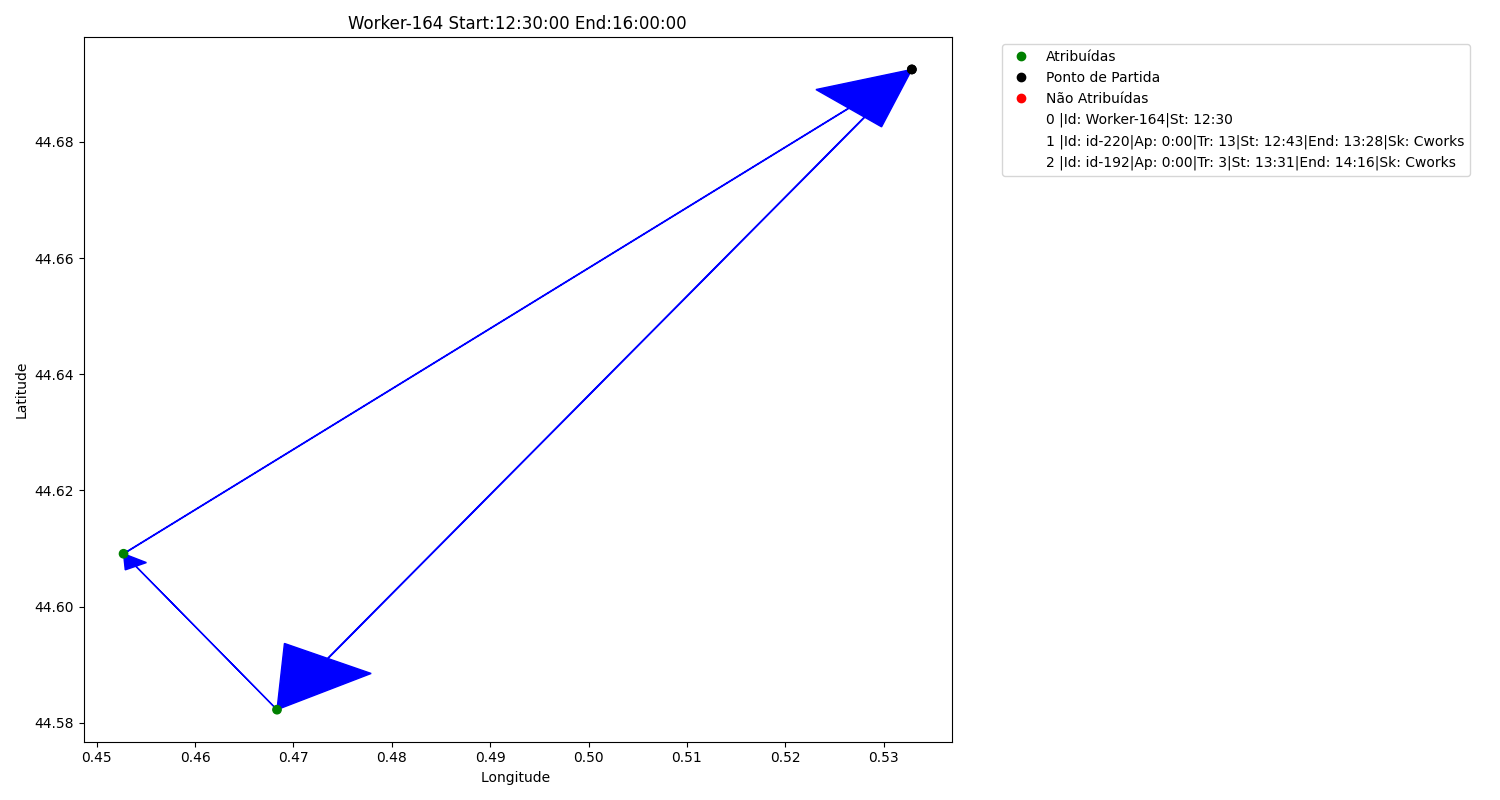 Worker-164 Start:12:30:00 End:16:00:00
Atribuídas
Ponto de Partida
Não Atribuídas
0 |Id: Worker-164|St: 12:30
1 |Id: id-220|Ap: 0:00|Tr: 13|St: 12:43|End: 13:28|Sk: Cworks
2 |Id: id-192|Ap: 0:00|Tr: 3|St: 13:31|End: 14:16|Sk: Cworks
Latitude
44.68
44.66
44.64
44.62
44.60
44.58
0.45 0.46 0.47 0.48 0.49 0.50 0.51 0.52 0.53
Longitude